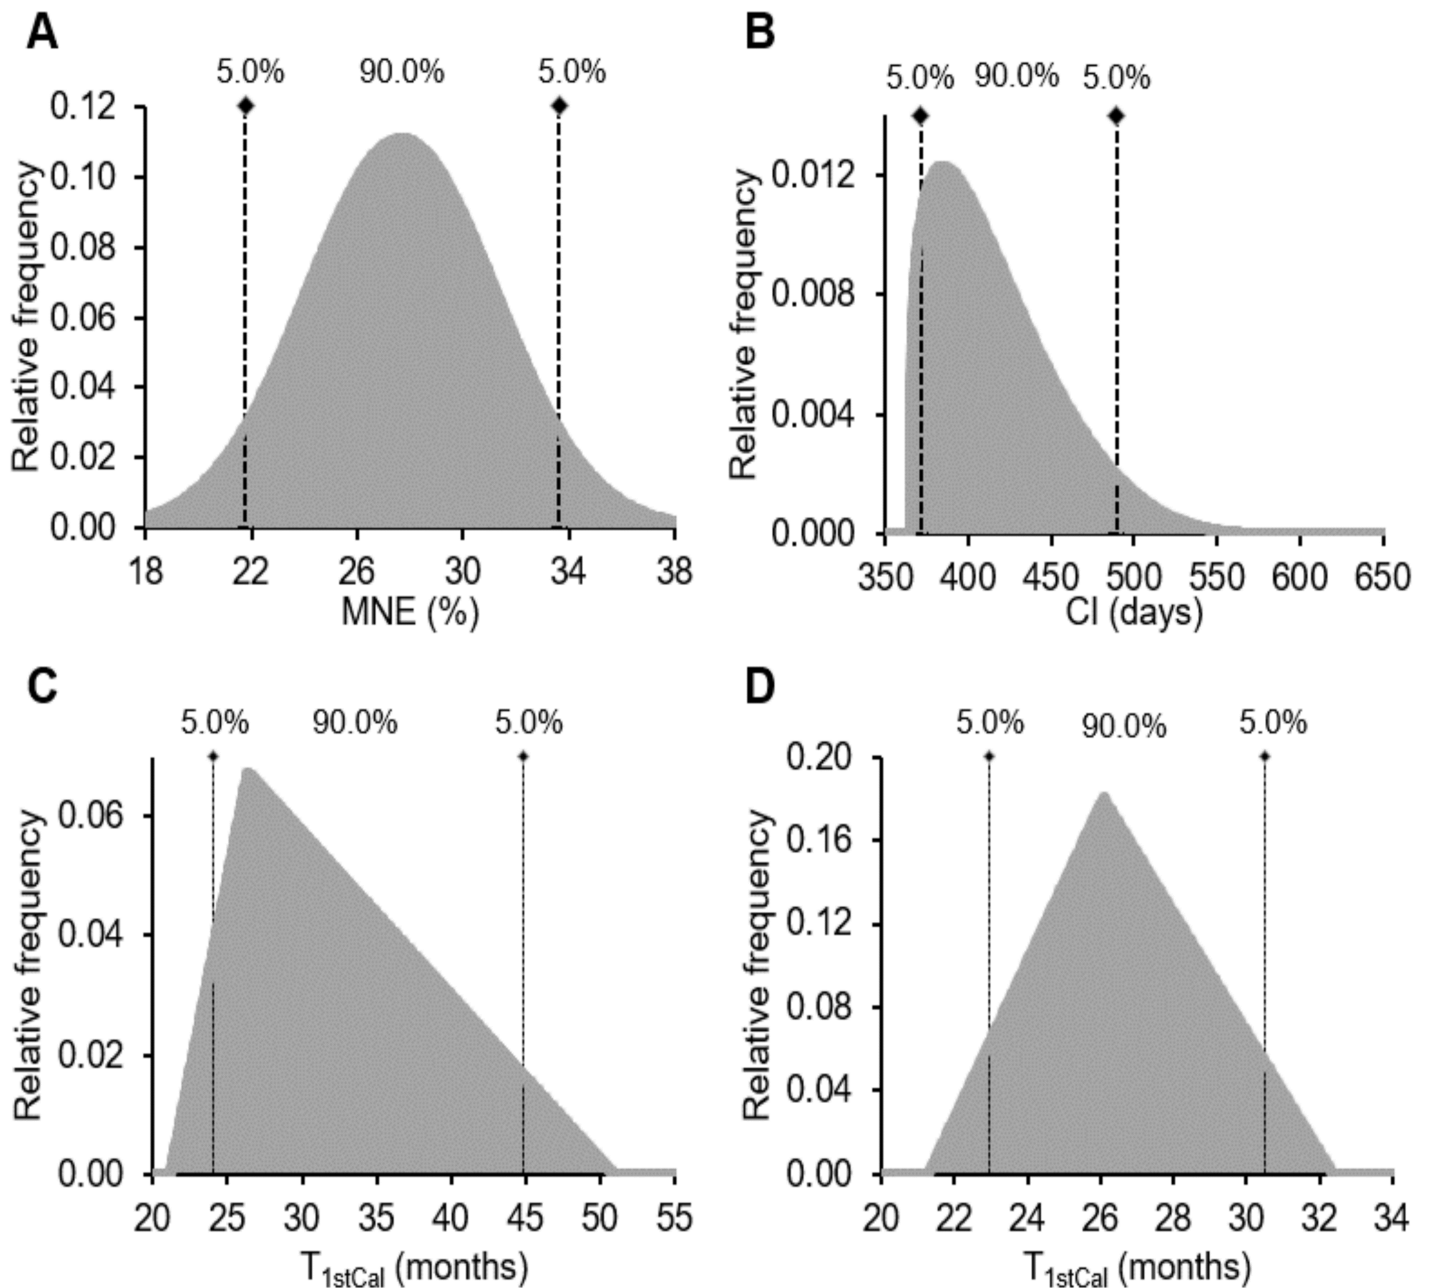 A
5.0% 90.0% 5.0%
0.12
0.10
0.08
0.06
0.04
0.02
0.00
Relative frequency
18 22 26 30 34 38
MNE (%)
B
5.0% 90.0% 5.0%
0.012
0.008
0.004
0.000
Relative frequency
350 400 450 500 550 600 650
CI (days)
C
5.0% 90.0% 5.0%
0.06
0.04
0.02
0.00
Relative frequency
20 25 30 35 40 45 50 55
T1stCal (months)
D
5.0% 90.0% 5.0%
0.20
0.16
0.12
0.08
0.04
0.00
Relative frequency
20 22 24 26 28 30 32 34
T1stCal (months)